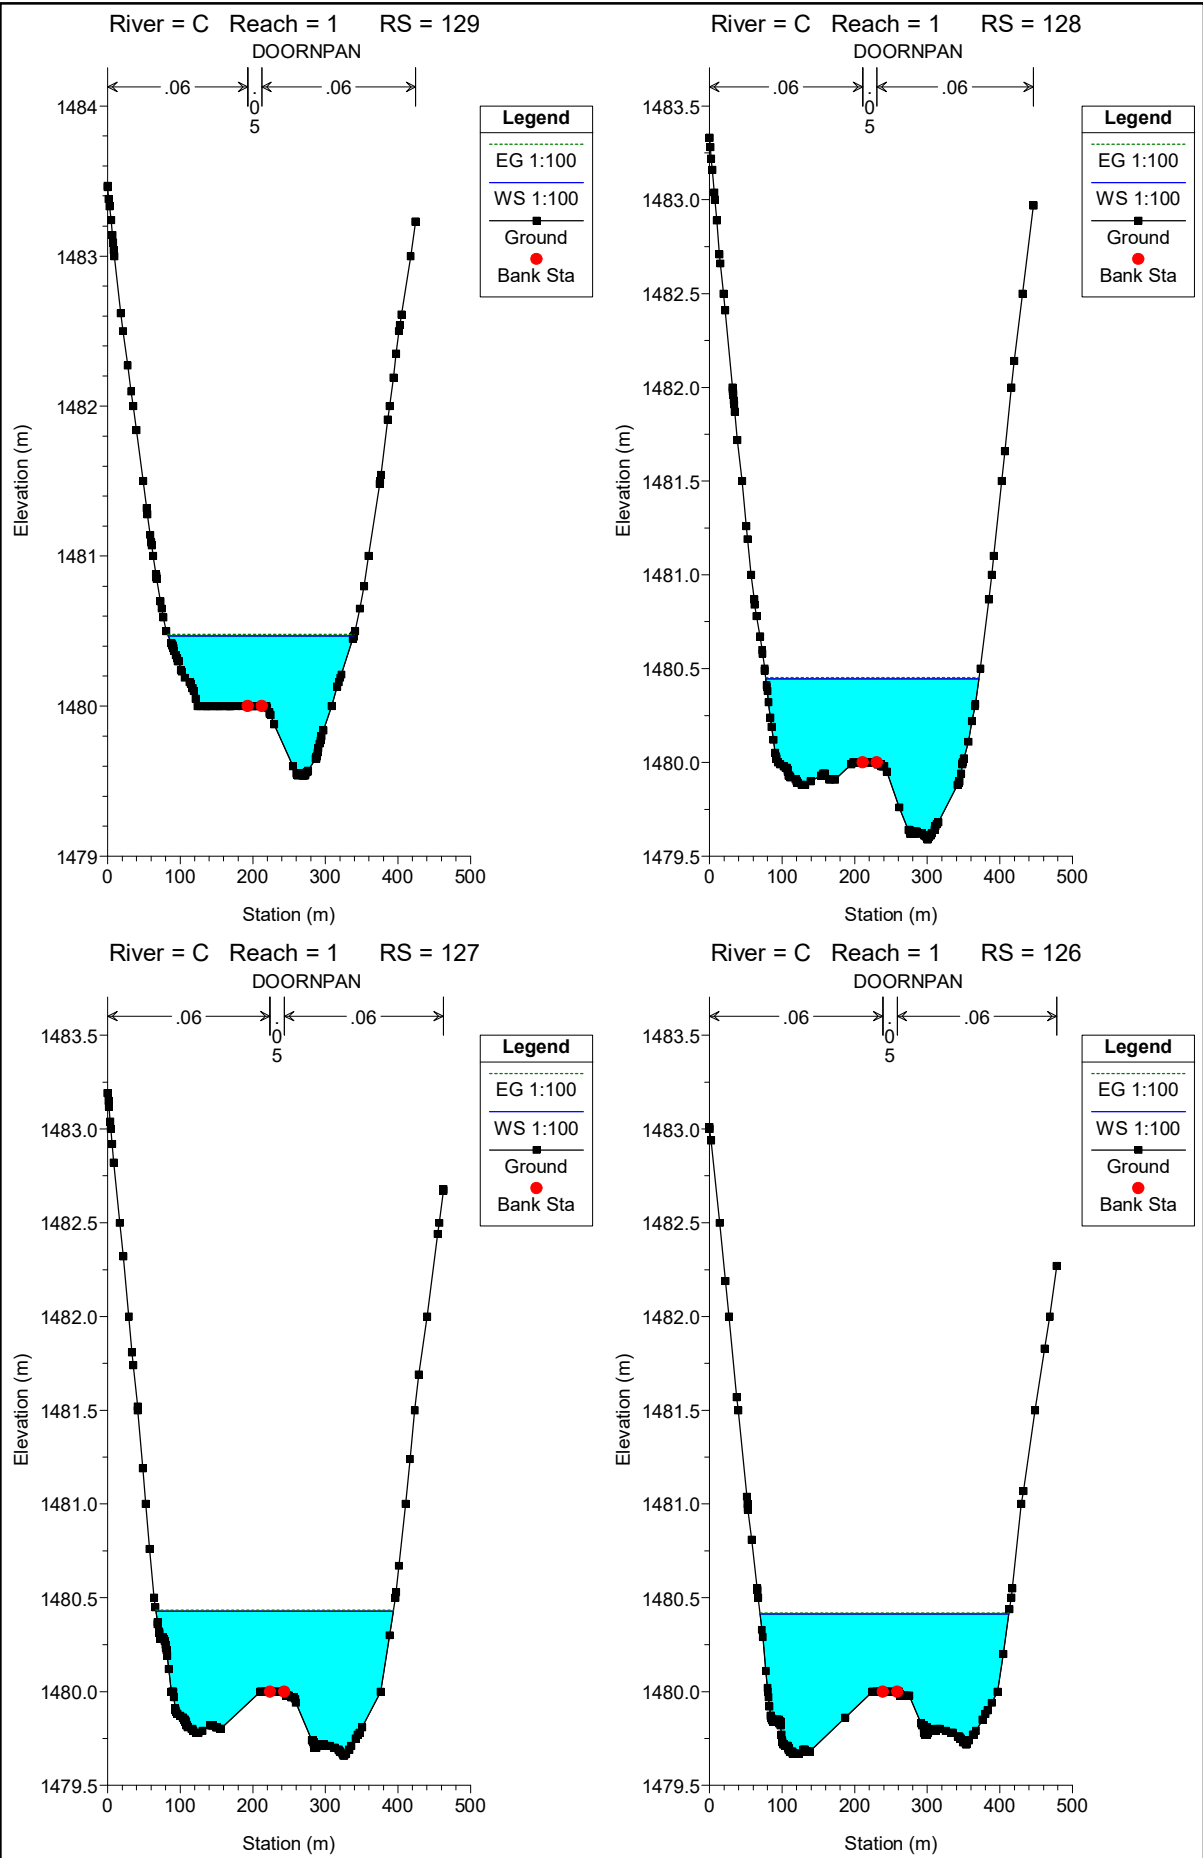 River = C Reach = 1 RS = 129
DOORNPAN
.06
.05
.06
1484
1483
1482
1481
1480
1479
Elevation (m)
0 100 200 300 400 500
Station (m)
Legend
EG 1:100
WS 1:100
Ground
Bank Sta
River = C Reach = 1 RS = 128
DOORNPAN
.06
.05
.06
1483.5
1483.0
1482.5
1482.0
1481.5
1481.0
1480.5
1480.0
1479.5
Elevation (m)
0 100 200 300 400 500
Station (m)
Legend
EG 1:100
WS 1:100
Ground
Bank Sta
River = C Reach = 1 RS = 127
DOORNPAN
.06
.05
.06
1483.5
1483.0
1482.5
1482.0
1481.5
1481.0
1480.5
1480.0
1479.5
Elevation (m)
0 100 200 300 400 500
Station (m)
Legend
EG 1:100
WS 1:100
Ground
Bank Sta
River = C Reach = 1 RS = 126
DOORNPAN
.06
.05
.06
1483.5
1483.0
1482.5
1482.0
1481.5
1481.0
1480.5
1480.0
1479.5
Elevation (m)
0 100 200 300 400 500
Station (m)
Legend
EG 1:100
WS 1:100
Ground
Bank Sta